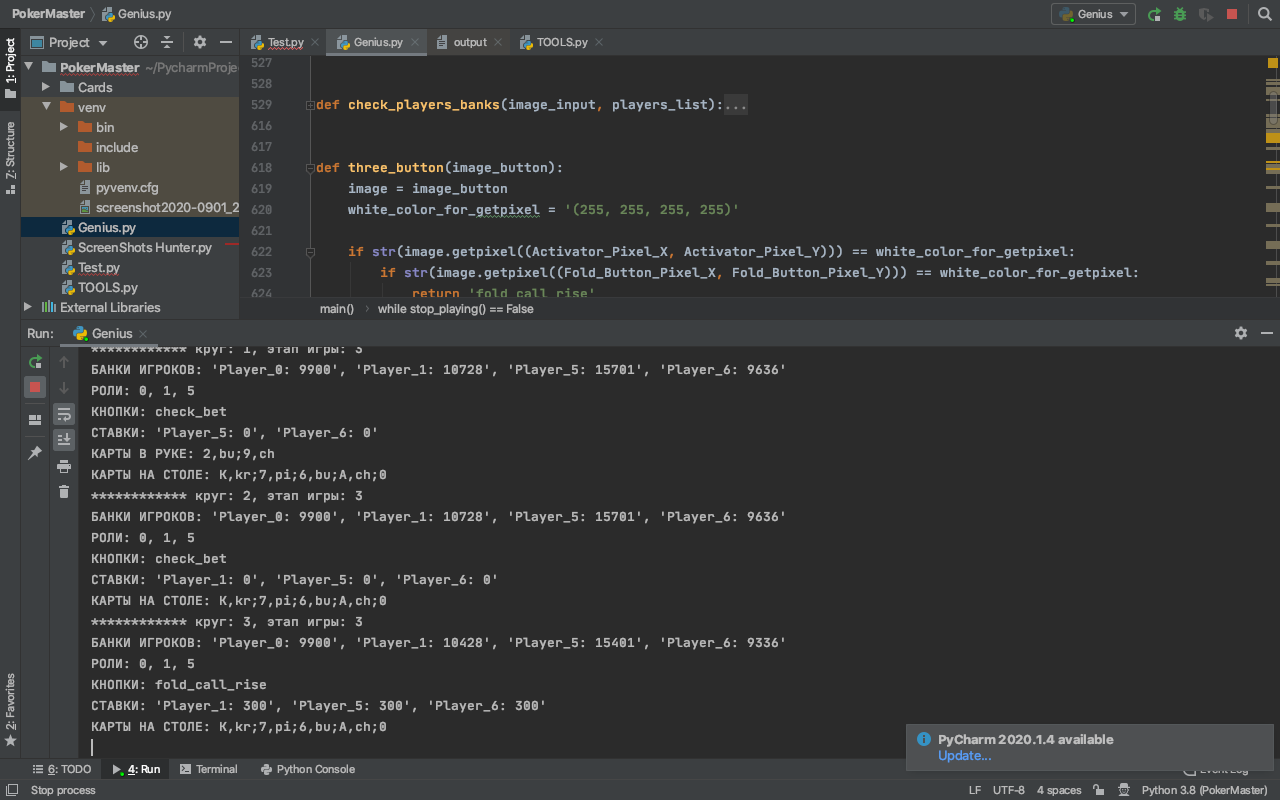 PokerMaster
Genius.py
Genius
Project
Test.py
Genius.py
output
TOOLS.py
1: Project
Z: Structure
2: Favorites
PokerMaster ~/PycharmProje
Cards
venv
bin
include
lib
pyvenv.cfg
screenshot2020-0901_2
Genius.py
ScreenShots Hunter.py
Test.py
TOOLS.py
External Libraries
527
528
529 def check_players_banks(image_input, players_list):...
616
617
618 def three_button(image_button):
619 image = image_button
620 white_color_for_getpixel = '(255, 255, 255, 255)'
621
622 if str(image.getpixel((Activator_Pixel_X, Activator_Pixel_Y))) == white_color_for_getpixel:
623 if str(image.getpixel((Fold_Button_Pixel_X, Fold_Button_Pixel_Y))) == white_color_for_getpixel:
624 return 'fold_call_rise'
main() while stop_playing() == False
Run: Genius
************ круг: 1, этап игры: 3
БАНКИ ИГРОКОВ: 'Player_0: 9900', 'Player_1: 10728', 'Player_5: 15701', 'Player_6: 9636'
РОЛИ: 0, 1, 5
КНОПКИ: check_bet
СТАВКИ: 'Player_5: 0', 'Player_6: 0'
КАРТЫ В РУКЕ: 2,bu;9,ch
КАРТЫ НА СТОЛЕ: K,kr;7,pi;6,bu;A,ch;0
************ круг: 2, этап игры: 3
БАНКИ ИГРОКОВ: 'Player_0: 9900', 'Player_1: 10728', 'Player_5: 15701', 'Player_6: 9636'
РОЛИ: 0, 1, 5
КНОПКИ: check_bet
СТАВКИ: 'Player_1: 0', 'Player_5: 0', 'Player_6: 0'
КАРТЫ НА СТОЛЕ: K,kr;7,pi;6,bu;A,ch;0
************ круг: 3, этап игры: 3
БАНКИ ИГРОКОВ: 'Player_0: 9900', 'Player_1: 10428', 'Player_5: 15401', 'Player_6: 9336'
РОЛИ: 0, 1, 5
КНОПКИ: fold_call_rise
СТАВКИ: 'Player_1: 300', 'Player_5: 300', 'Player_6: 300'
КАРТЫ НА СТОЛЕ: K,kr;7,pi;6,bu;A,ch;0
PyCharm 2020.1.4 available
Update...
6: TODO
4: Run
Terminal
Python Console
Event Log
Stop process
LF UTF-8 4 spaces Python 3.8 (PokerMaster)